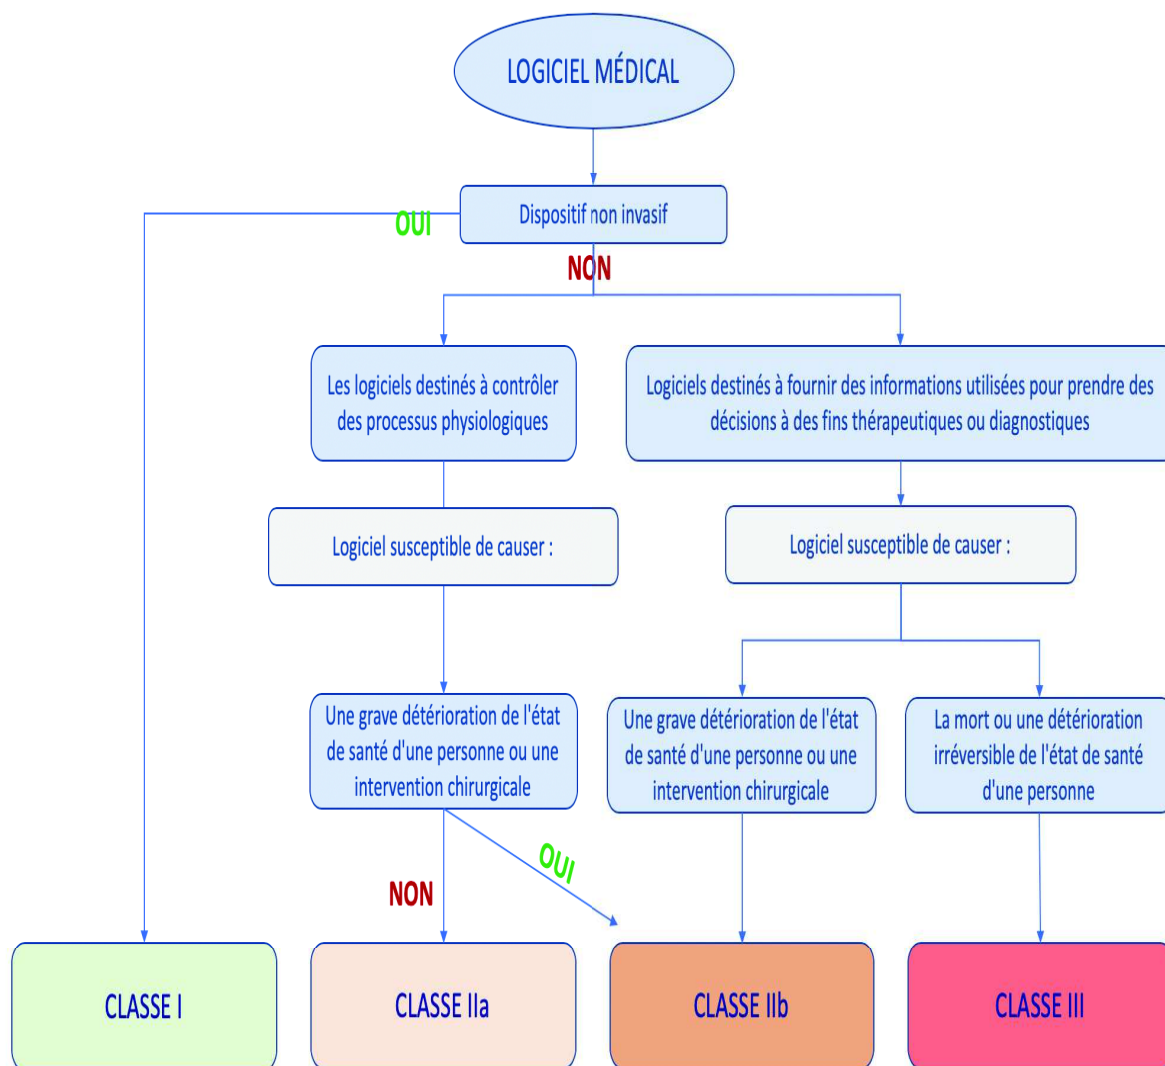 LOGICIEL MÉDICAL
Dispositif non invasif
OUI
NON
Les logiciels destinés à contrôler
des processus physiologiques
Logiciels destinés à fournir des informations utilisées pour prendre des
décisions à des fins thérapeutiques ou diagnostiques
Logiciel susceptible de causer :
Logiciel susceptible de causer :
Une grave détérioration de l'état
de santé d'une personne ou une
intervention chirurgicale
Une grave détérioration de l'état
de santé d'une personne ou une
intervention chirurgicale
La mort ou une détérioration
irréversible de l'état de santé
d'une personne
OUI
NON
CLASSE I
CLASSE IIa
CLASSE IIb
CLASSE III